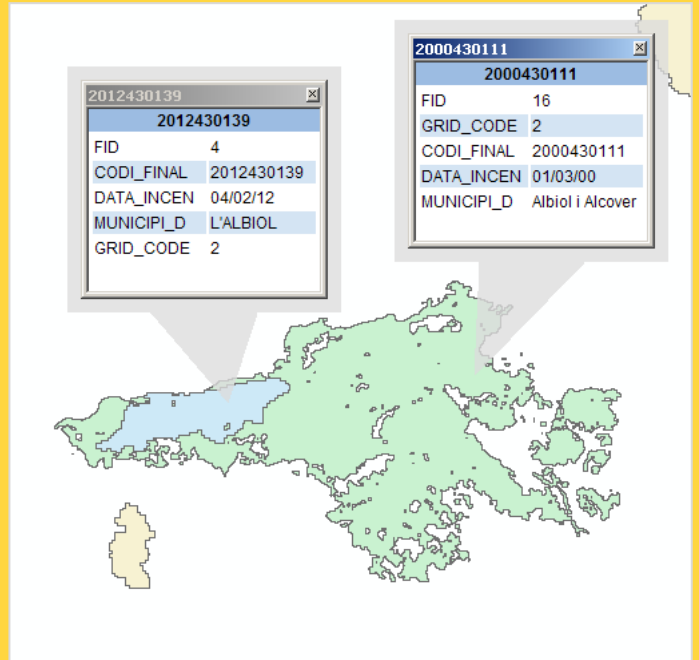 2012430139
2012430139
FID 4
CODI_FINAL 2012430139
DATA_INCEN 04/02/12
MUNICIPI_D L'ALBIOL
GRID_CODE 2
2000430111
2000430111
FID 16
GRID_CODE 2
CODI_FINAL 2000430111
DATA_INCEN 01/03/00
MUNICIPI_D Albiol i Alcover